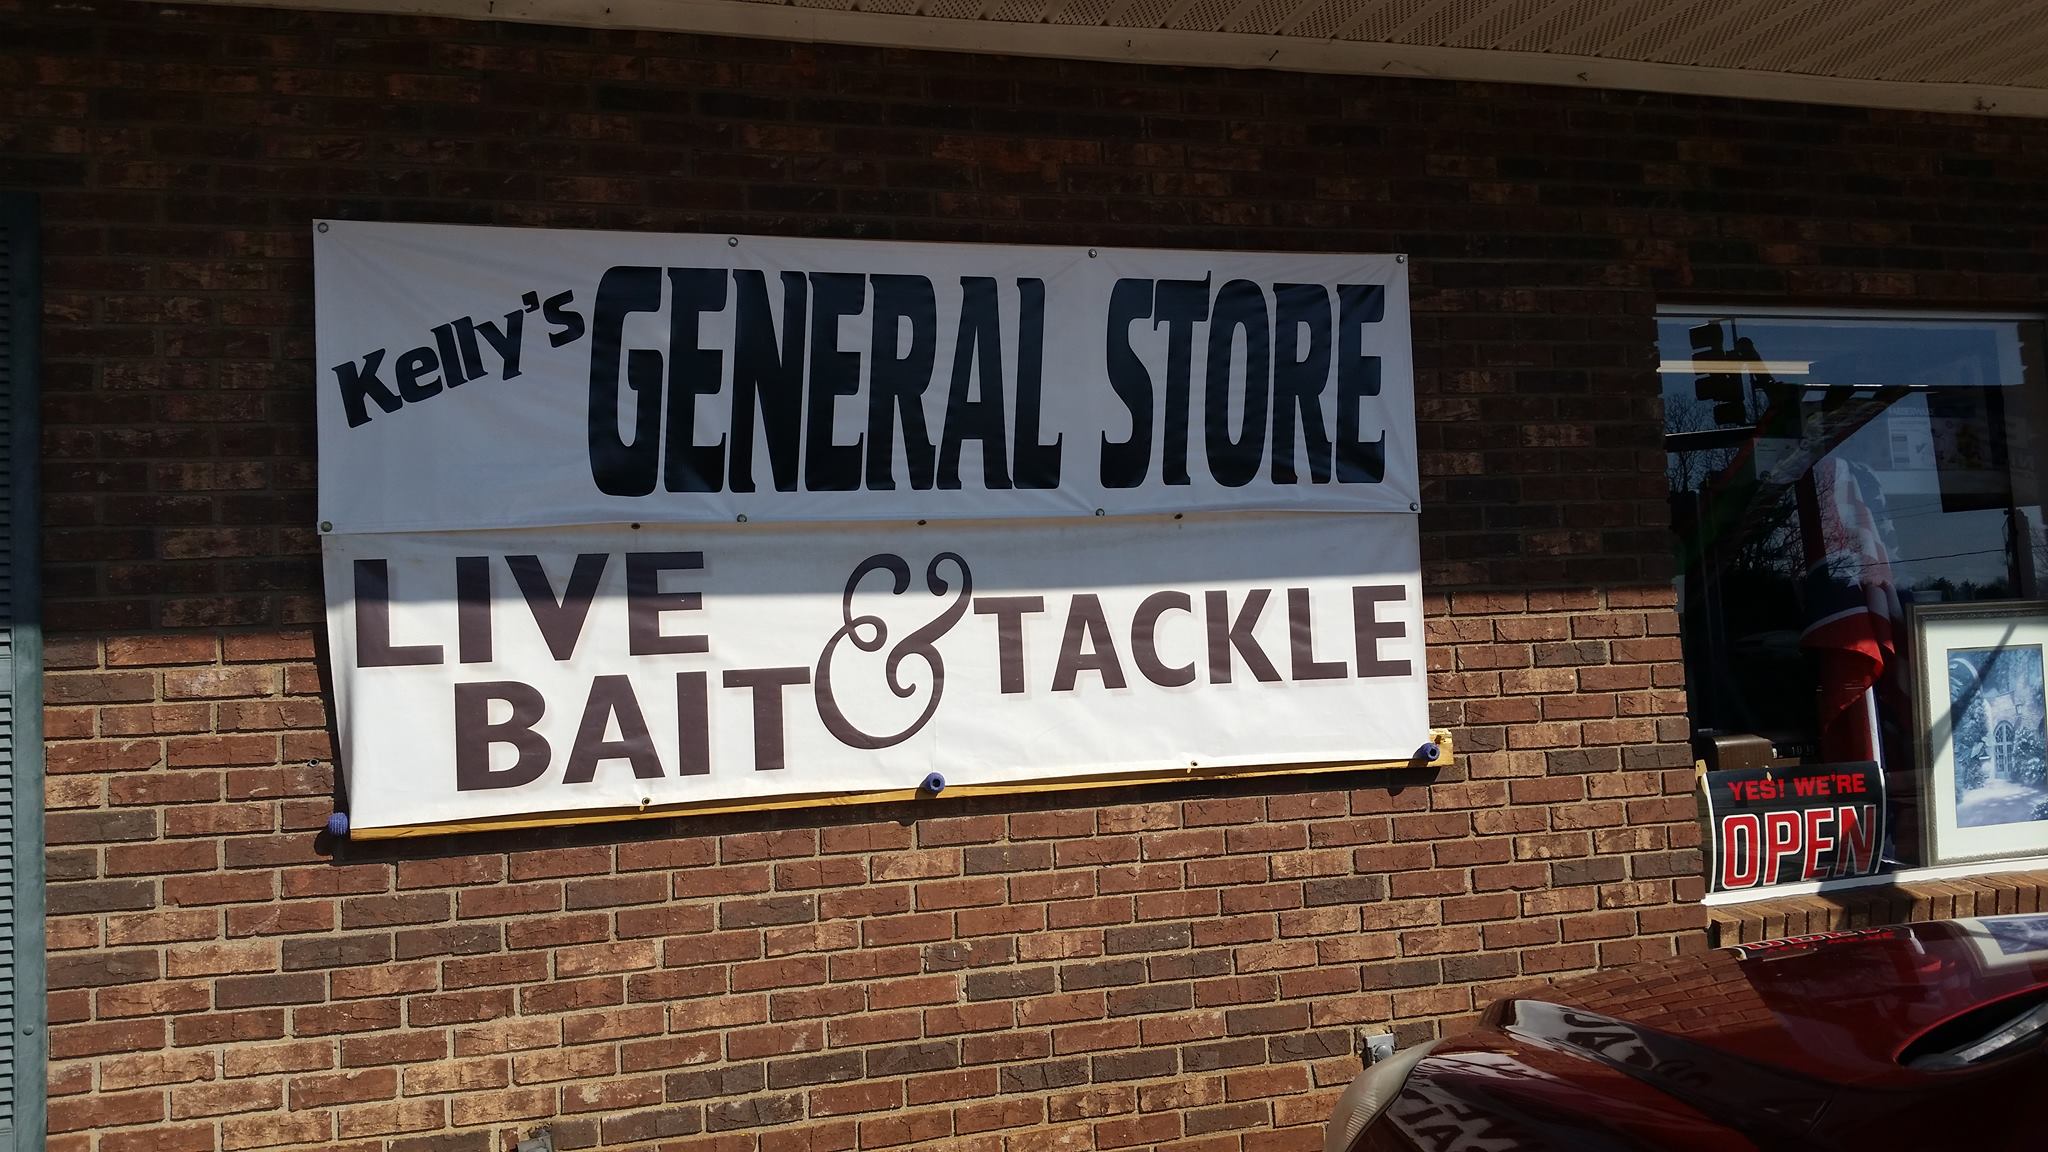 Kelly's GENERAL STORE
LIVE
BAIT & TACKLE
YES! WE'RE
OPEN